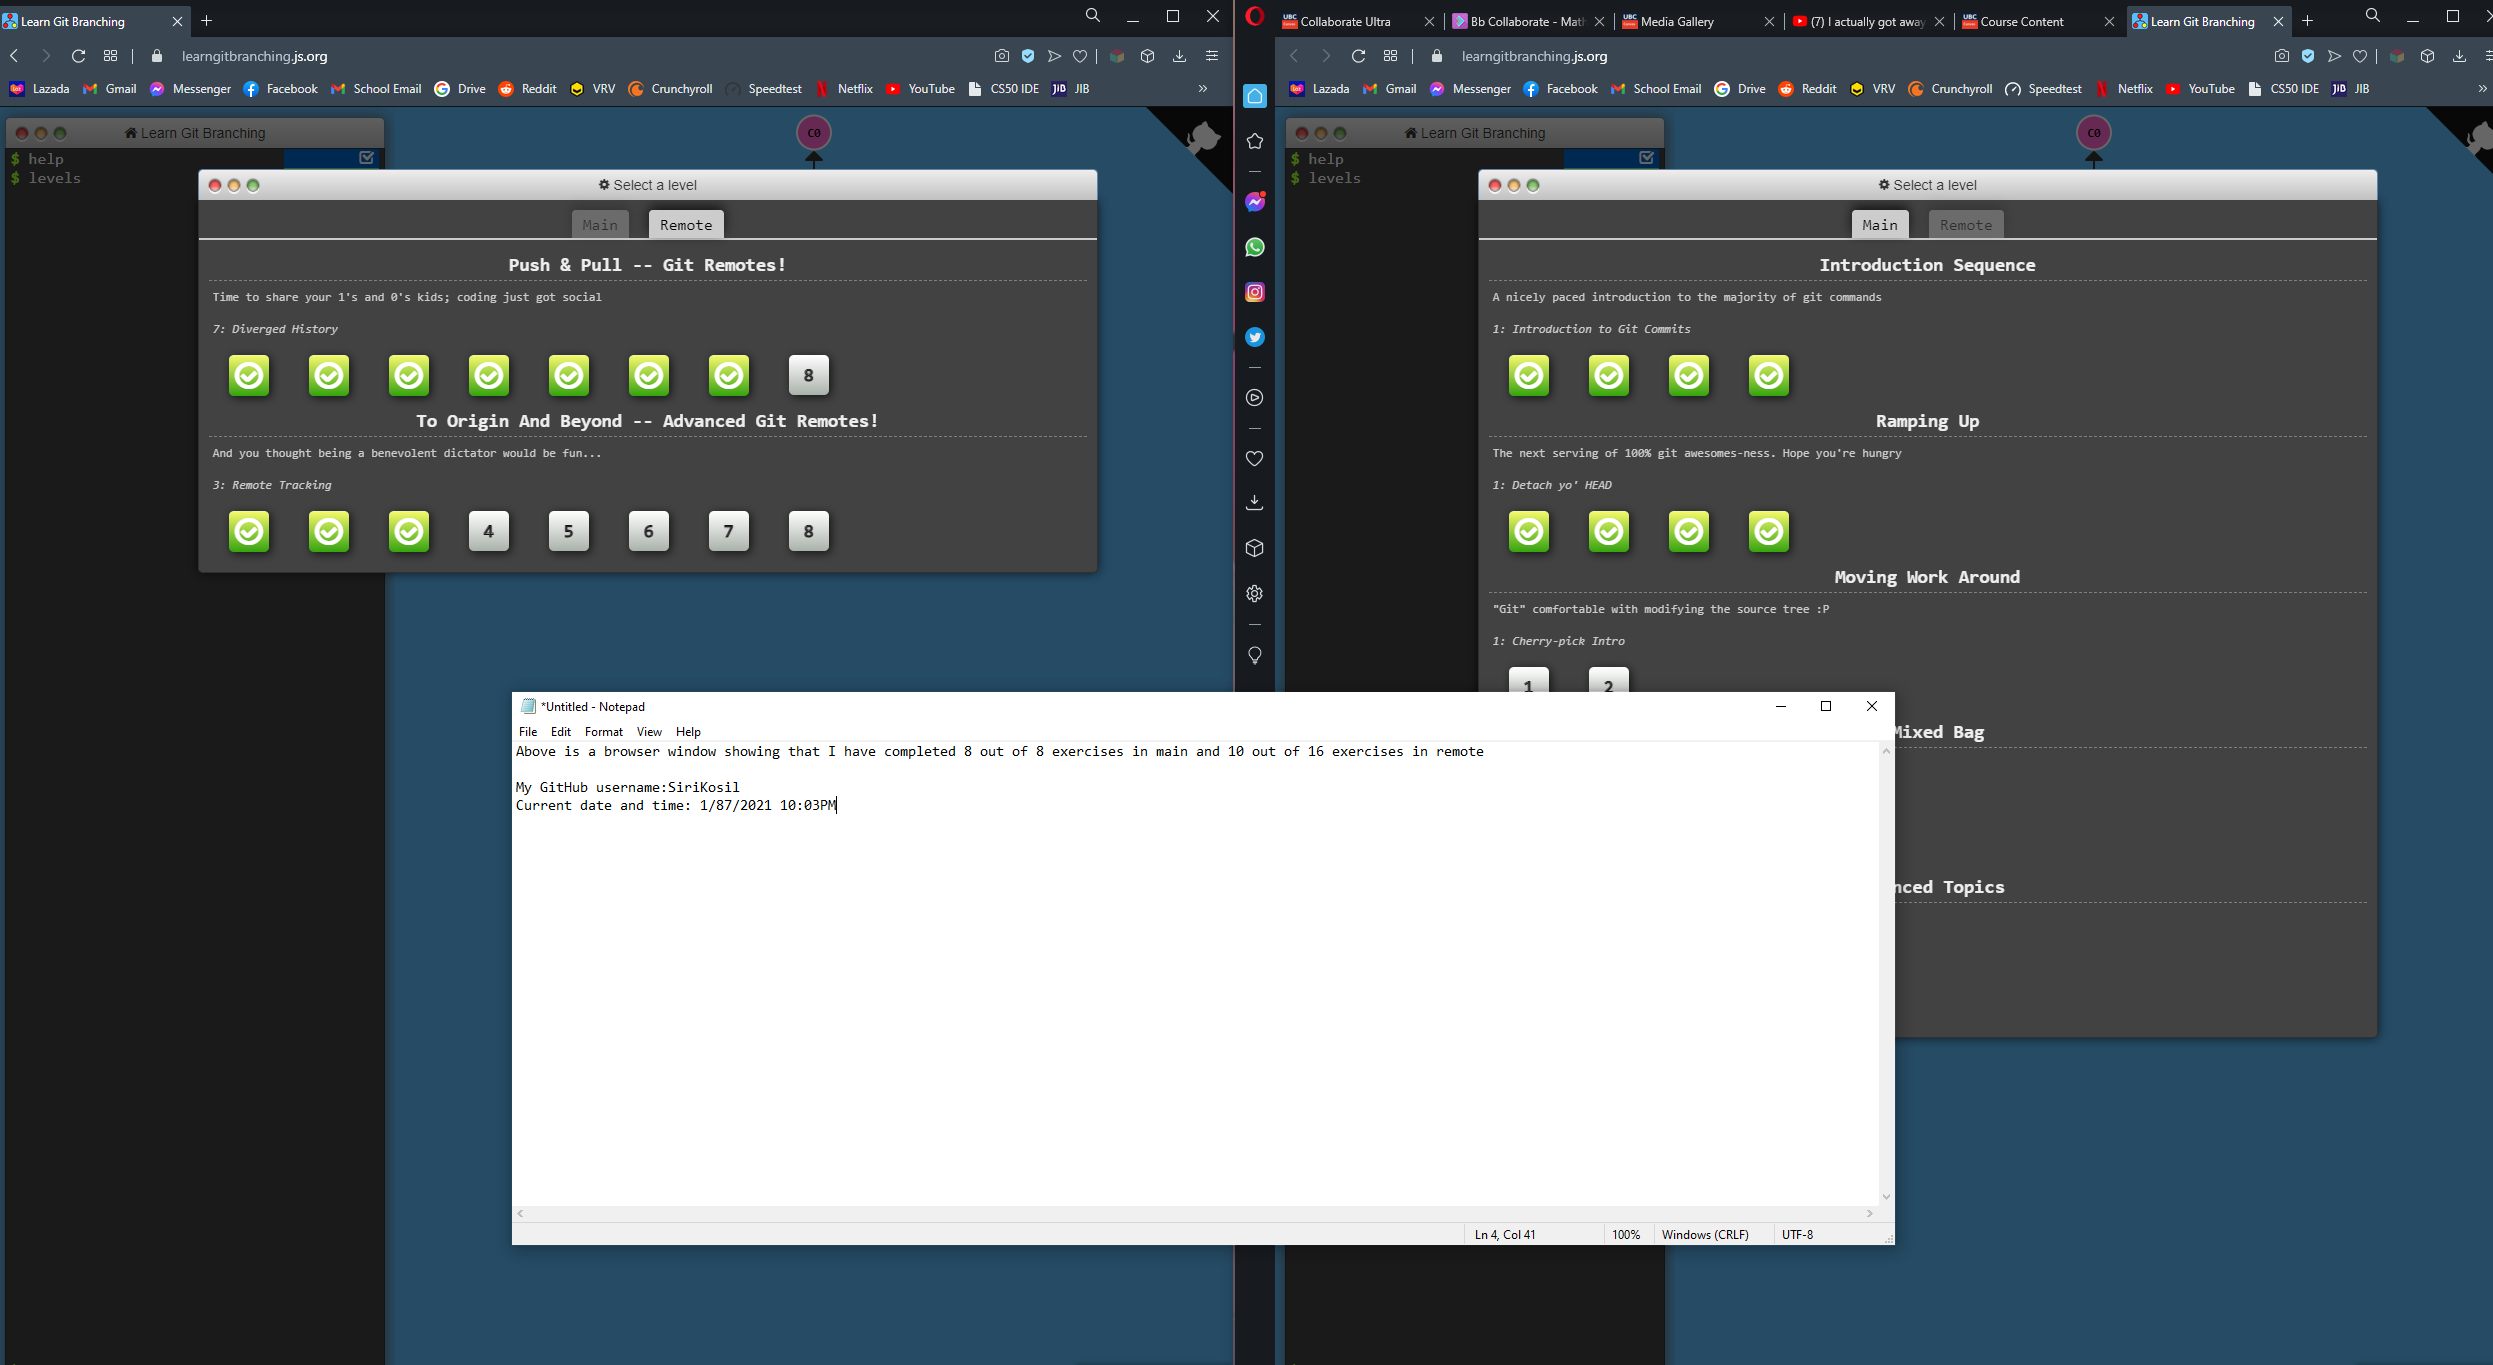 Learn Git Branching
learngitbranching.js.org
Lazada Gmail Messenger Facebook School Email Drive Reddit VRV Crunchyroll Speedtest Netflix YouTube CS50 IDE JIB »
Learn Git Branching
$ help
$ levels
C0
Select a level
Main Remote
Push & Pull -- Git Remotes!
Time to share your 1's and 0's kids; coding just got social
7: Diverged History
8
To Origin And Beyond -- Advanced Git Remotes!
And you thought being a benevolent dictator would be fun...
3: Remote Tracking
4 5 6 7 8
Collaborate Ultra Bb Collaborate - Mat (7) I actually got away Media Gallery Course Content Learn Git Branching
learngitbranching.js.org
Lazada Gmail Messenger Facebook School Email Drive Reddit VRV Crunchyroll Speedtest Netflix YouTube CS50 IDE JIB »
Learn Git Branching
$ help
$ levels
C0
Select a level
Main Remote
Introduction Sequence
A nicely paced introduction to the majority of git commands
1: Introduction to Git Commits
Ramping Up
The next serving of 100% git awesomes-ness. Hope you're hungry
1: Detach yo' HEAD
Moving Work Around
"Git" comfortable with modifying the source tree :P
1: Cherry-pick Intro
1 2
Mixed Bag
nced Topics
*Untitled - Notepad
File Edit Format View Help
Above is a browser window showing that I have completed 8 out of 8 exercises in main and 10 out of 16 exercises in remote
My GitHub username:SiriKosil
Current date and time: 1/87/2021 10:03PM
Ln 4, Col 41 100% Windows (CRLF) UTF-8